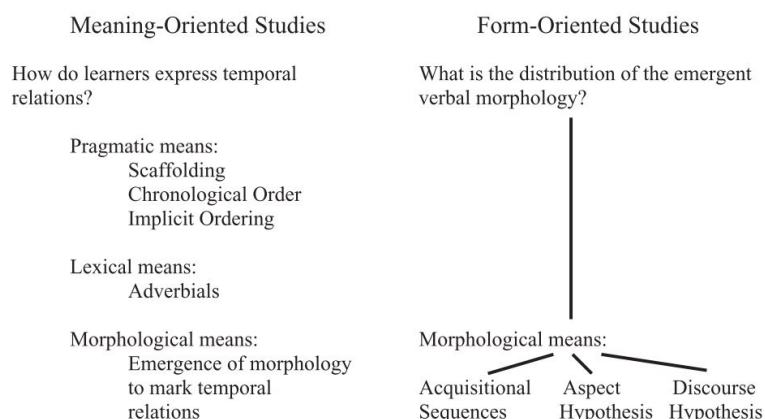 Meaning-Oriented Studies
How do learners express temporal
relations?
Pragmatic means:
Scaffolding
Chronological Order
Implicit Ordering
Lexical means:
Adverbials
Morphological means:
Emergence of morphology
to mark temporal
relations
Form-Oriented Studies
What is the distribution of the emergent
verbal morphology?
Morphological means:
Acquisitional
Sequences
Aspect
Hypothesis
Discourse
Hypothesis